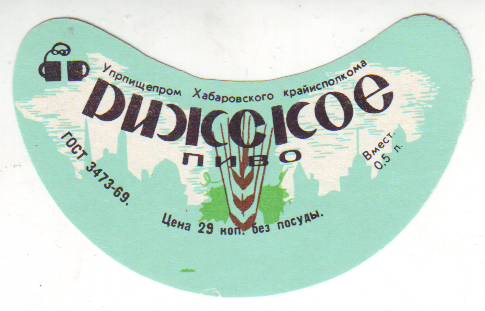 Упрпищепром Хабаровского крайисполкома
Рижское
пиво
ГОСТ 3473-69.
Вмест.
0.5 л.
Цена 29 коп. без посуды.